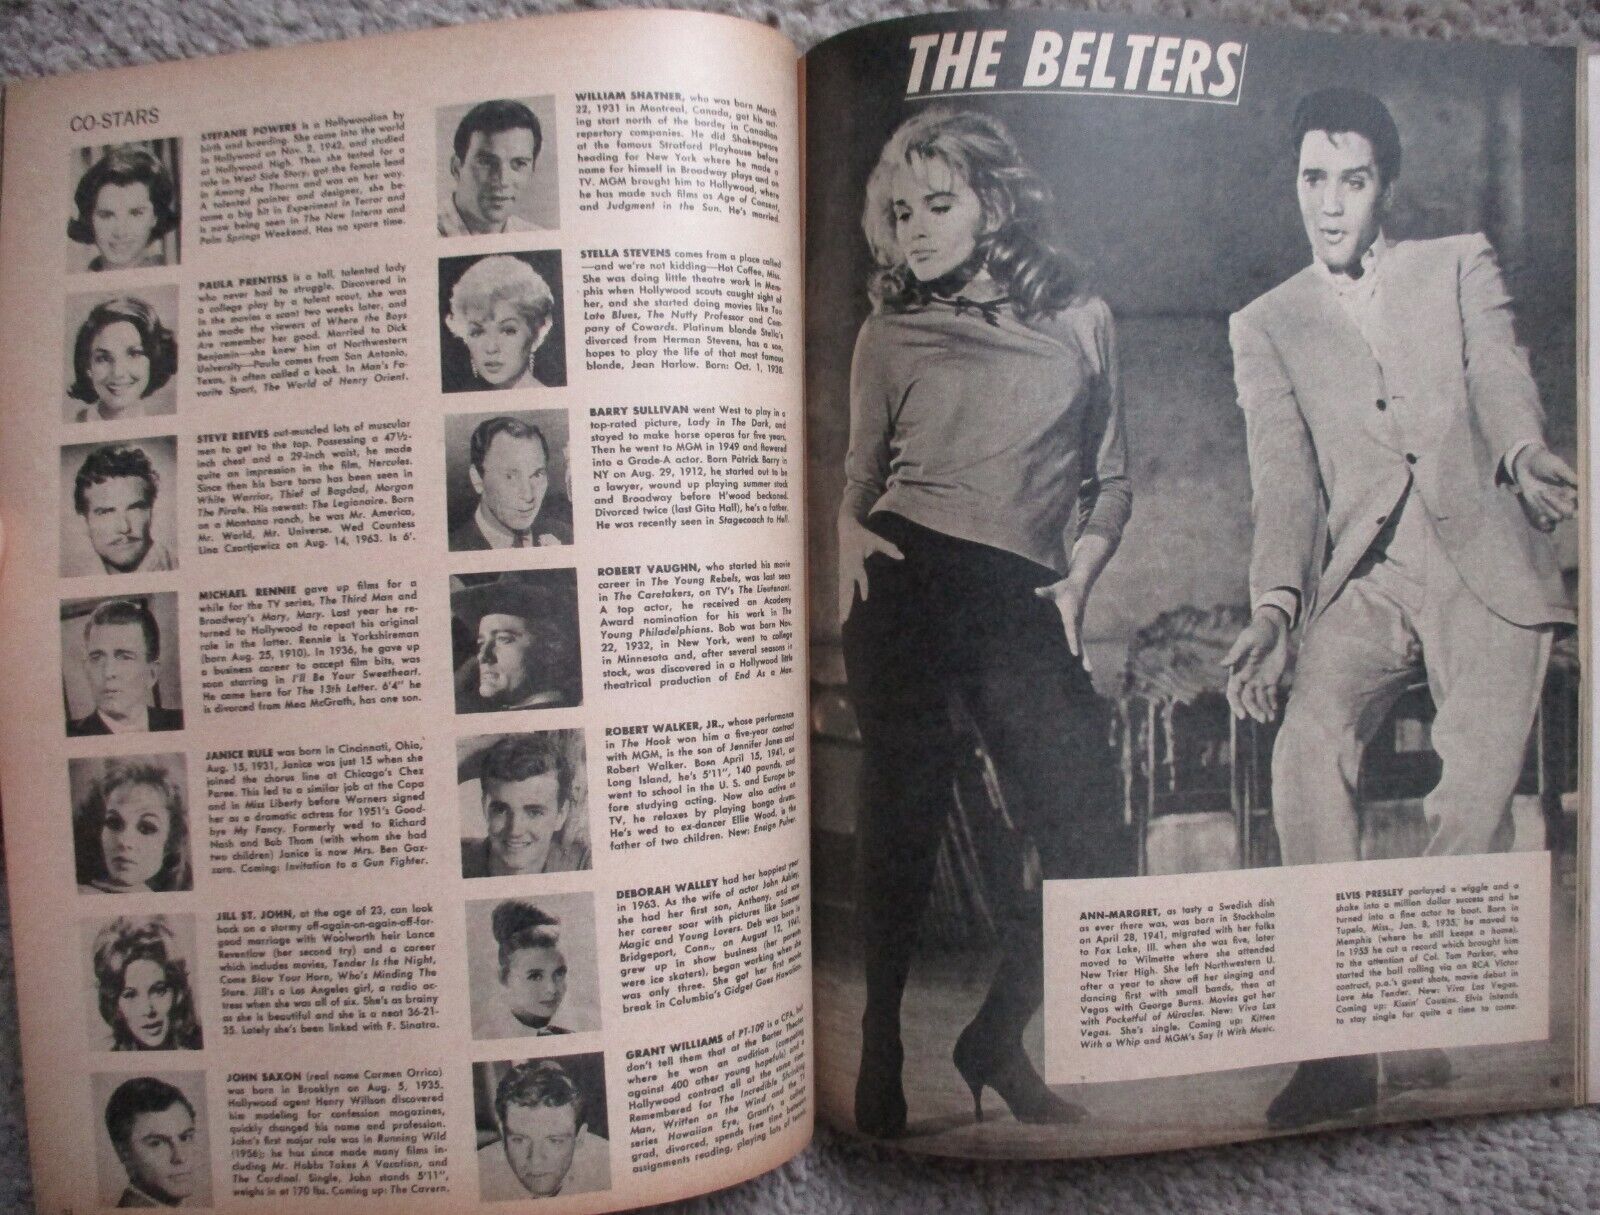 CO-STARS
STEFANIE POWERS is a Hollywoodian by
birth and breeding. She came into the world
in Hollywood on Nov. 2, 1942, and studied
at Hollywood High. Then she tested for a
role in West Side Story, got the female lead
in Among the Thorns and was on her way.
A talented painter and designer, she be-
came a big hit in Experiment in Terror and
is now being seen in The New Interns and
Palm Springs Weekend. Has no spare time.
PAULA PRENTISS is a tall, talented lady
who never had to struggle. Discovered in
a college play by a talent scout, she was
in the movies a scant two weeks later, and
she made the viewers of Where the Boys
Are remember her good. Married to Dick
Benjamin—she knew him at Northwestern
University—Paula comes from San Antonio,
Texas, is often called a kook. In Man's Fa-
vorite Sport, The World of Henry Orient.
STEVE REEVES out-muscled lots of muscular
men to get to the top. Possessing a 47½-
inch chest and a 29-inch waist, he made
quite an impression in the film, Hercules.
Since then his bare torso has been seen in
White Warrior, Thief of Bagdad, Morgan
The Pirate. His newest: The Legionaire. Born
on a Montana ranch, he was Mr. America,
Mr. World, Mr. Universe. Wed Countess
Lina Czartjawicz on Aug. 14, 1963. Is 6'.
MICHAEL RENNIE gave up films for a
while for the TV series, The Third Man and
Broadway's Mary, Mary. Last year he re-
turned to Hollywood to repeat his original
role in the latter. Rennie is Yorkshireman
(born Aug. 25, 1910). In 1936, he gave up
a business career to accept film bits, was
soon starring in I'll Be Your Sweetheart.
He came here for The 13th Letter. 6'4" he
is divorced from Meg McGrath, has one son.
JANICE RULE was born in Cincinnati, Ohio,
Aug. 15, 1931. Janice was just 15 when she
joined the chorus line at Chicago's Chez
Paree. This led to a similar job at the Copa
and in Miss Liberty before Warners signed
her as a dramatic actress for 1951's Good-
bye My Fancy. Formerly wed to Richard
Nash and Bob Thom (with whom she had
two children) Janice is now Mrs. Ben Gaz-
zara. Coming: Invitation to a Gun Fighter.
JILL ST. JOHN, at the age of 23, can look
back on a stormy off-again-on-again-off-for-
good marriage with Woolworth heir Lance
Reventlow (her second try) and a career
which includes movies, Tender Is the Night,
Come Blow Your Horn, Who's Minding The
Store. Jill's a Los Angeles girl, a radio ac-
tress when she was all of six. She's as brainy
as she is beautiful and is a neat 36-21-
35. Lately she's been linked with F. Sinatra.
JOHN SAXON (real name Carmen Orrico)
was born in Brooklyn on Aug. 5, 1935.
Hollywood agent Henry Willson discovered
him modeling for confession magazines,
quickly changed his name and profession.
John's first major role was in Running Wild
(1956); he has since made many films in-
cluding Mr. Hobbs Takes A Vacation, and
The Cardinal. Single, John stands 5'11",
weighs in at 170 lbs. Coming up: The Cavern.
WILLIAM SHATNER, who was born March
22, 1931 in Montreal, Canada, got his act-
ing start north of the border in Canadian
repertory companies. He did Shakespeare
at the famous Stratford Playhouse before
heading for New York where he made a
name for himself in Broadway plays and on
TV. MGM brought him to Hollywood, where
he has made such films as Age of Consent,
and Judgment in the Sun. He's married.
STELLA STEVENS comes from a place called
—and we're not kidding—Hot Coffee, Miss.
She was doing little theatre work in Mem-
phis when Hollywood scouts caught sight of
her, and she started doing movies like Too
Late Blues, The Nutty Professor and Com-
pany of Cowards. Platinum blonde Stella's
divorced from Herman Stevens, has a son,
hopes to play the life of that most famous
blonde, Jean Harlow. Born: Oct. 1, 1938.
BARRY SULLIVAN went West to play in a
top-rated picture, Lady in The Dark, and
stayed to make horse operas for five years.
Then he went to MGM in 1949 and flowered
into a Grade-A actor. Born Patrick Barry in
NY on Aug. 29, 1912, he started out to be
a lawyer, wound up playing summer stock
and Broadway before H'wood beckoned.
Divorced twice (last Gita Hall), he's a father.
He was recently seen in Stagecoach to Hell.
ROBERT VAUGHN, who started his movie
career in The Young Rebels, was last seen
in The Caretakers, on TV's The Lieutenant.
A top actor, he received an Academy
Award nomination for his work in The
Young Philadelphians. Bob was born Nov.
22, 1932, in New York, went to college
in Minnesota and, after several seasons in
stock, was discovered in a Hollywood little
theatrical production of End As a Man.
ROBERT WALKER, JR., whose performance
in The Hook won him a five-year contract
with MGM, is the son of Jennifer Jones and
Robert Walker. Born April 15, 1941, on
Long Island, he's 5'11", 140 pounds, and
went to school in the U. S. and Europe be-
fore studying acting. Now also active on
TV, he relaxes by playing bongo drums.
He's wed to ex-dancer Ellie Wood, is the
father of two children. New: Ensign Pulver.
DEBORAH WALLEY had her happiest year
in 1963. As the wife of actor John Ashley,
she had her first son, Anthony, and saw
her career soar with pictures like Summer
Magic and Young Lovers. Deb was born in
Bridgeport, Conn., on August 12, 1941,
grew up in show business (her parents
were ice skaters), began working when she
was only three. She got her first movie
break in Columbia's Gidget Goes Hawaiian.
GRANT WILLIAMS of PT-109 is a CPA, but
don't tell them that at the Barter Theater
where he won an audition (competing
against 400 other young hopefuls) and a
Hollywood contract all at the same time.
Remembered for The Incredible Shrinking
Man, Written on the Wind and the TV
series Hawaiian Eye, Grant's a college
grad, divorced, spends free time between
assignments reading, playing lots of tennis.
THE BELTERS
ANN-MARGRET, as tasty a Swedish dish
as ever there was, was born in Stockholm
on April 28, 1941, migrated with her folks
to Fox Lake, Ill. when she was five, later
moved to Wilmette where she attended
New Trier High. She left Northwestern U.
after a year to show off her singing and
dancing first with small bands, then at
Vegas with George Burns. Movies got her
with Pocketful of Miracles. New: Viva Las
Vegas. She's single. Coming up: Kitten
With a Whip and MGM's Say It With Music.
ELVIS PRESLEY parlayed a wiggle and a
shake into a million dollar success and he
turned into a fine actor to boot. Born in
Tupelo, Miss., Jan. 8, 1935, he moved to
Memphis (where he still keeps a home).
In 1955 he cut a record which brought him
to the attention of Col. Tom Parker, who
started the ball rolling via an RCA Victor
contract, p.a.'s guest shots, movie debut in
Love Me Tender. New: Viva Las Vegas.
Coming up: Kissin' Cousins. Elvis intends
to stay single for quite a time to come.